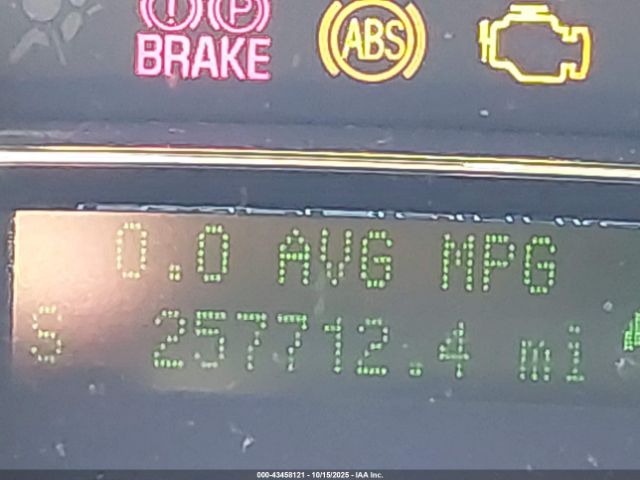 ! P
BRAKE
ABS
0.0 AVG MPG
S 257712.4 mi
000-43458121 - 10/15/2025 - IAA Inc.